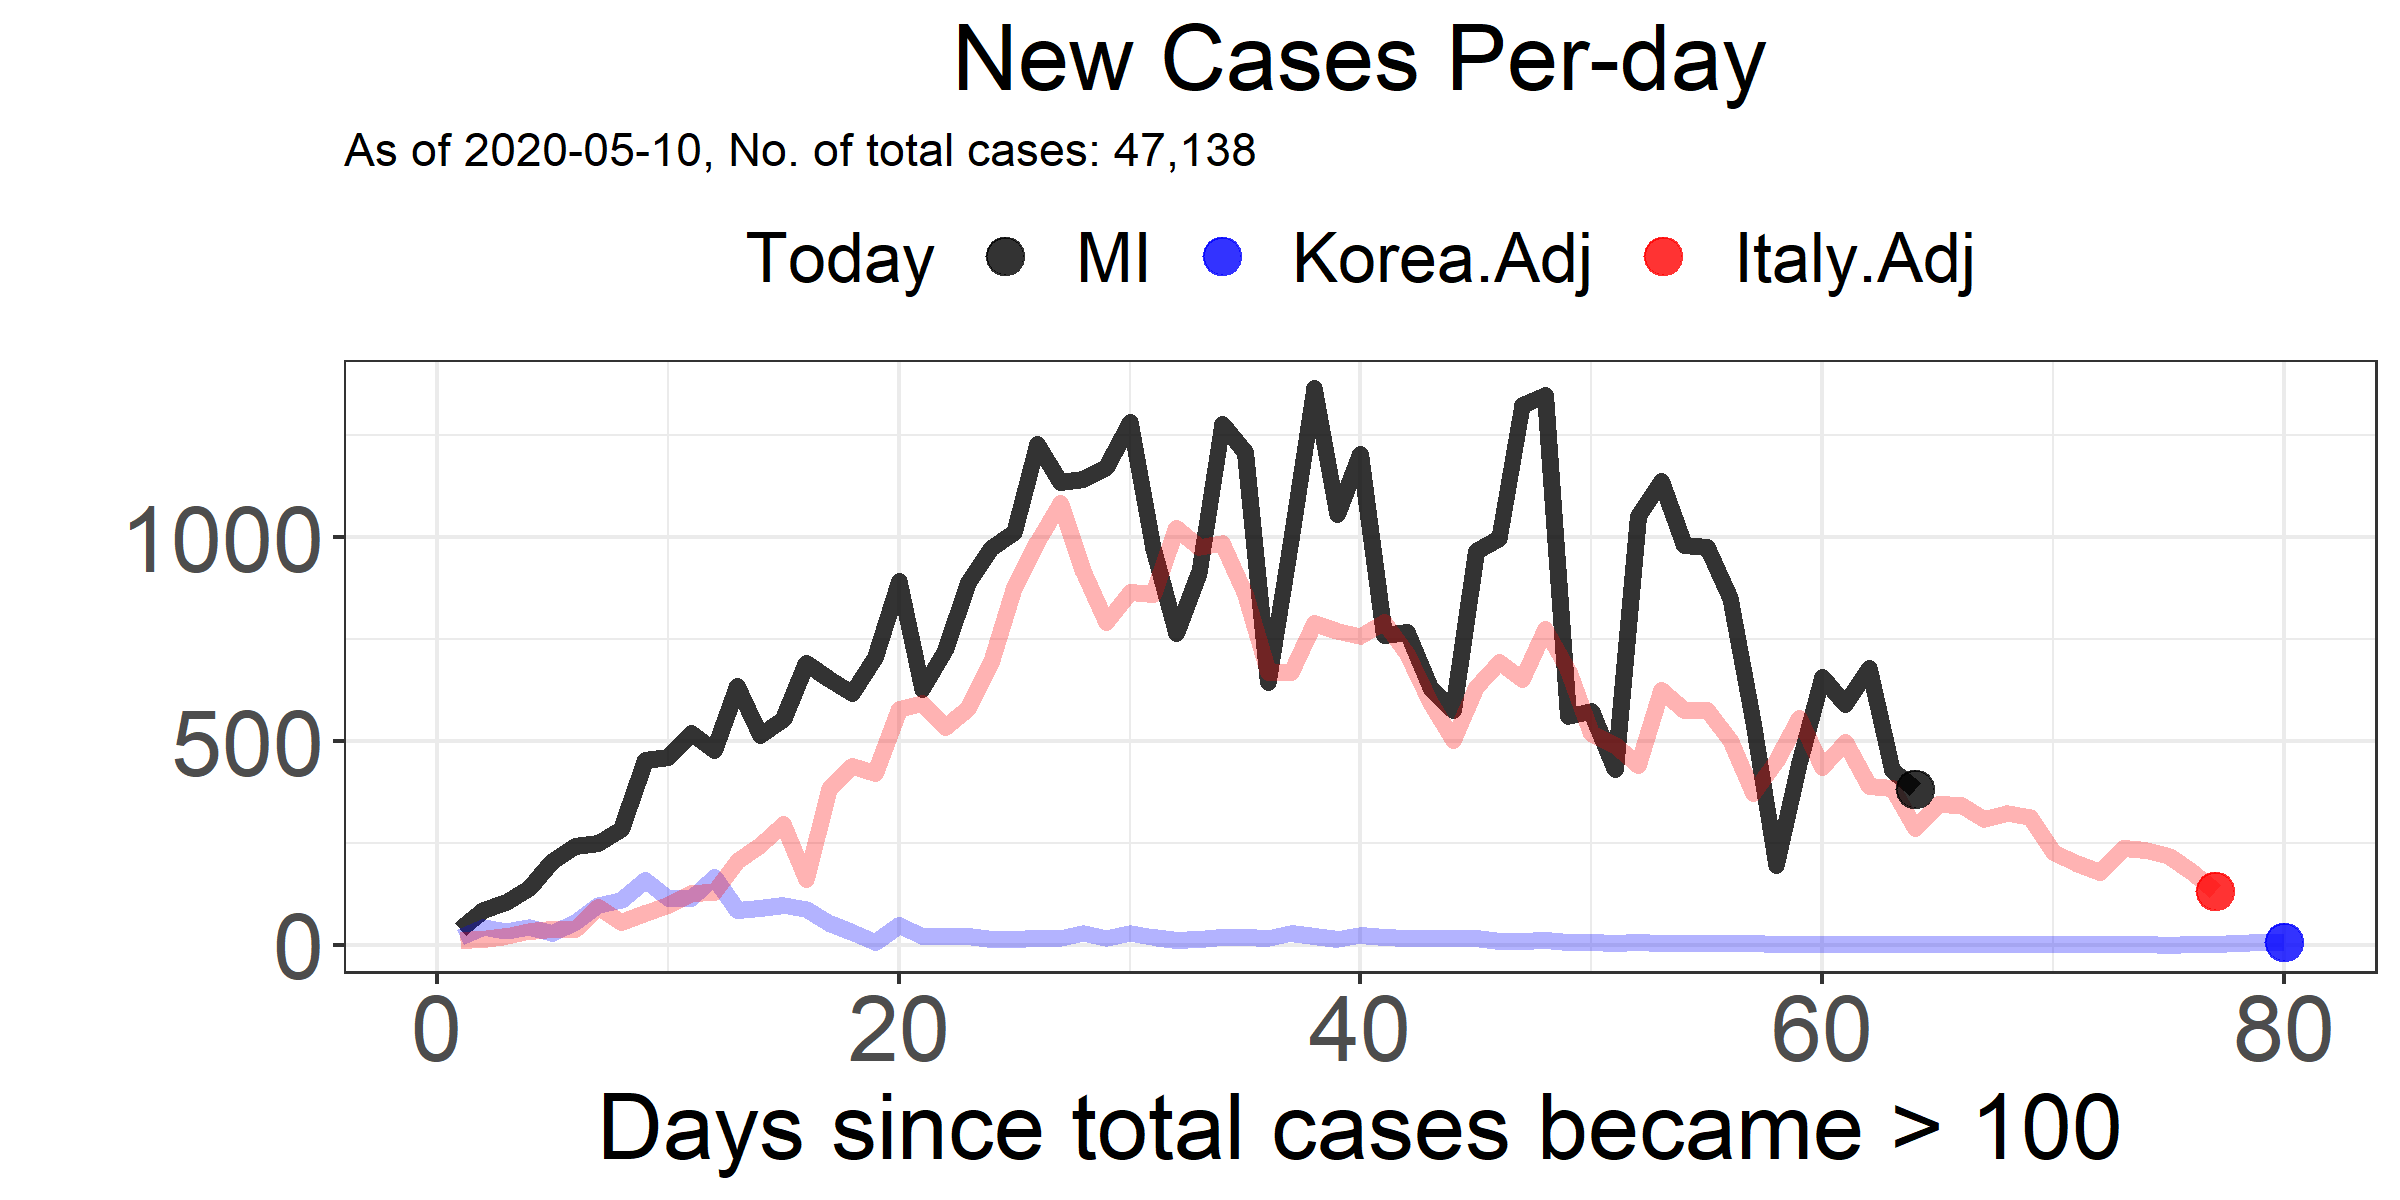 New Cases Per-day
As of 2020-05-10, No. of total cases: 47,138
Today MI Korea.Adj Italy.Adj
1000
500
0
0 20 40 60 80
Days since total cases became > 100